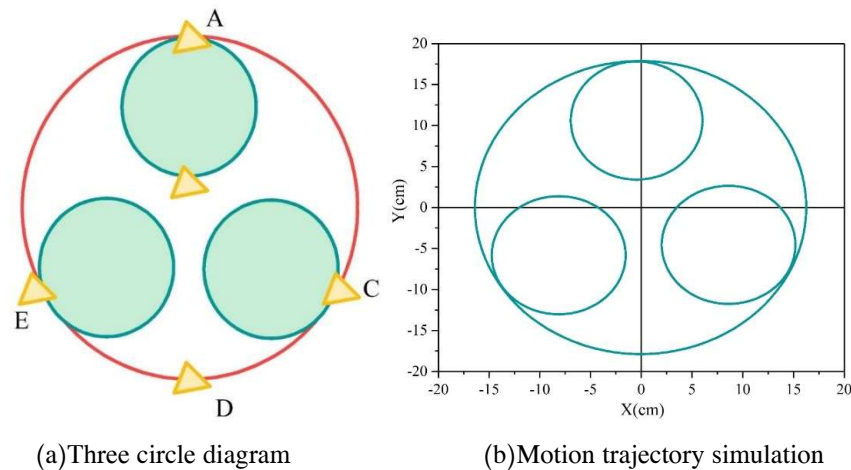 A
C
E
D
20
15
10
5
0
-5
-10
-15
-20
Y(cm)
-20 -15 -10 -5 0 5 10 15 20
X(cm)
(a)Three circle diagram
(b)Motion trajectory simulation